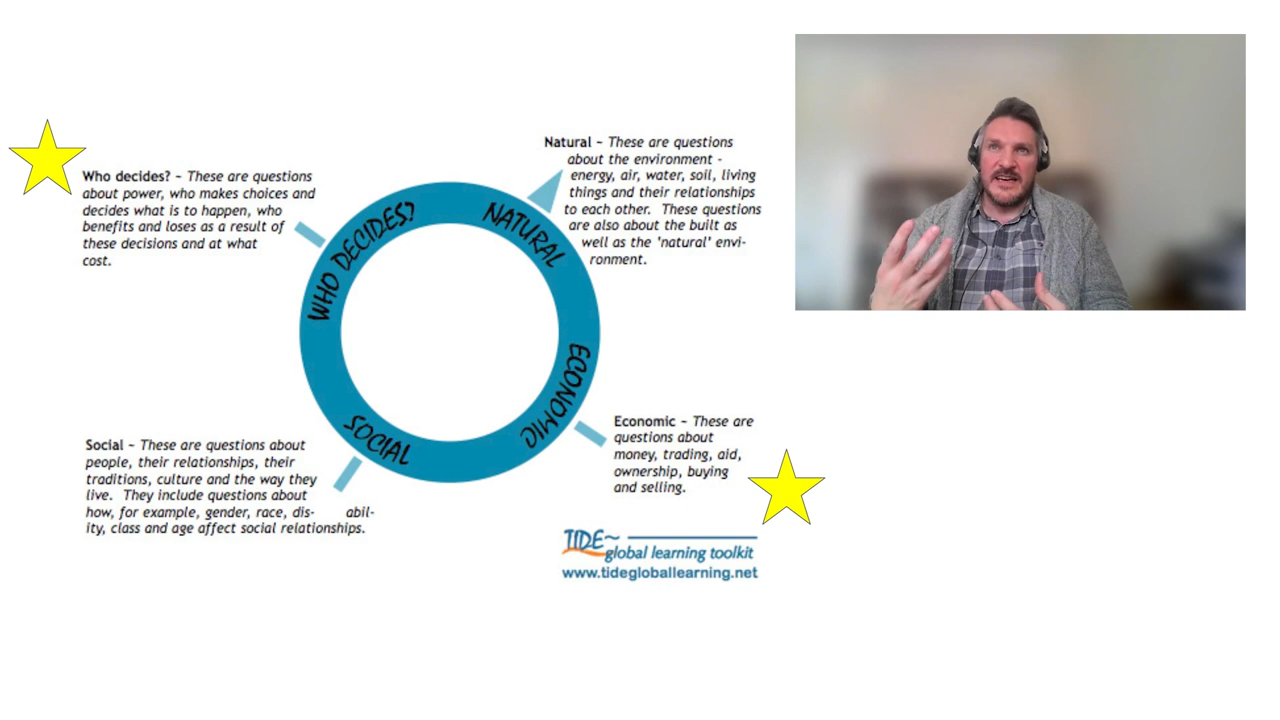 Who decides? ~ These are questions
about power, who makes choices and
decides what is to happen, who
benefits and loses as a result of
these decisions and at what
cost.
Natural ~ These are questions
about the environment -
energy, air, water, soil, living
things and their relationships
to each other. These questions
are also about the built as
well as the 'natural' envi-
ronment.
WHO DECIDES?
NATURAL
ECONOMIC
SOCIAL
Social ~ These are questions about
people, their relationships, their
traditions, culture and the way they
live. They include questions about
how, for example, gender, race, dis- abil-
ity, class and age affect social relationships.
Economic ~ These are
questions about
money, trading, aid,
ownership, buying
and selling.
TIDE~
global learning toolkit
www.tidegloballearning.net